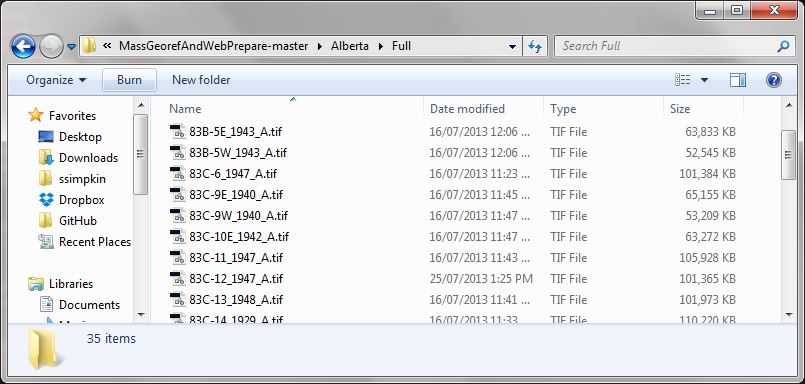 « MassGeorefAndWebPrepare-master Alberta Full Search Full
Organize Burn New folder
Favorites
Desktop
Downloads
ssimpkin
Dropbox
GitHub
Recent Places
Libraries
Documents
Name Date modified Type Size
83B-5E_1943_A.tif 16/07/2013 12:06 ... TIF File 63,833 KB
83B-5W_1943_A.tif 16/07/2013 12:06 ... TIF File 52,545 KB
83C-6_1947_A.tif 16/07/2013 11:23 ... TIF File 101,384 KB
83C-9E_1940_A.tif 16/07/2013 11:45 ... TIF File 65,155 KB
83C-9W_1940_A.tif 16/07/2013 11:47 ... TIF File 53,209 KB
83C-10E_1942_A.tif 16/07/2013 11:47 ... TIF File 63,272 KB
83C-11_1947_A.tif 16/07/2013 11:43 ... TIF File 105,928 KB
83C-12_1947_A.tif 25/07/2013 1:25 PM TIF File 101,365 KB
83C-13_1948_A.tif 16/07/2013 11:41 ... TIF File 101,973 KB
83C-14_1929_A.tif 16/07/2013 11:33 ... TIF File 110,220 KB
35 items